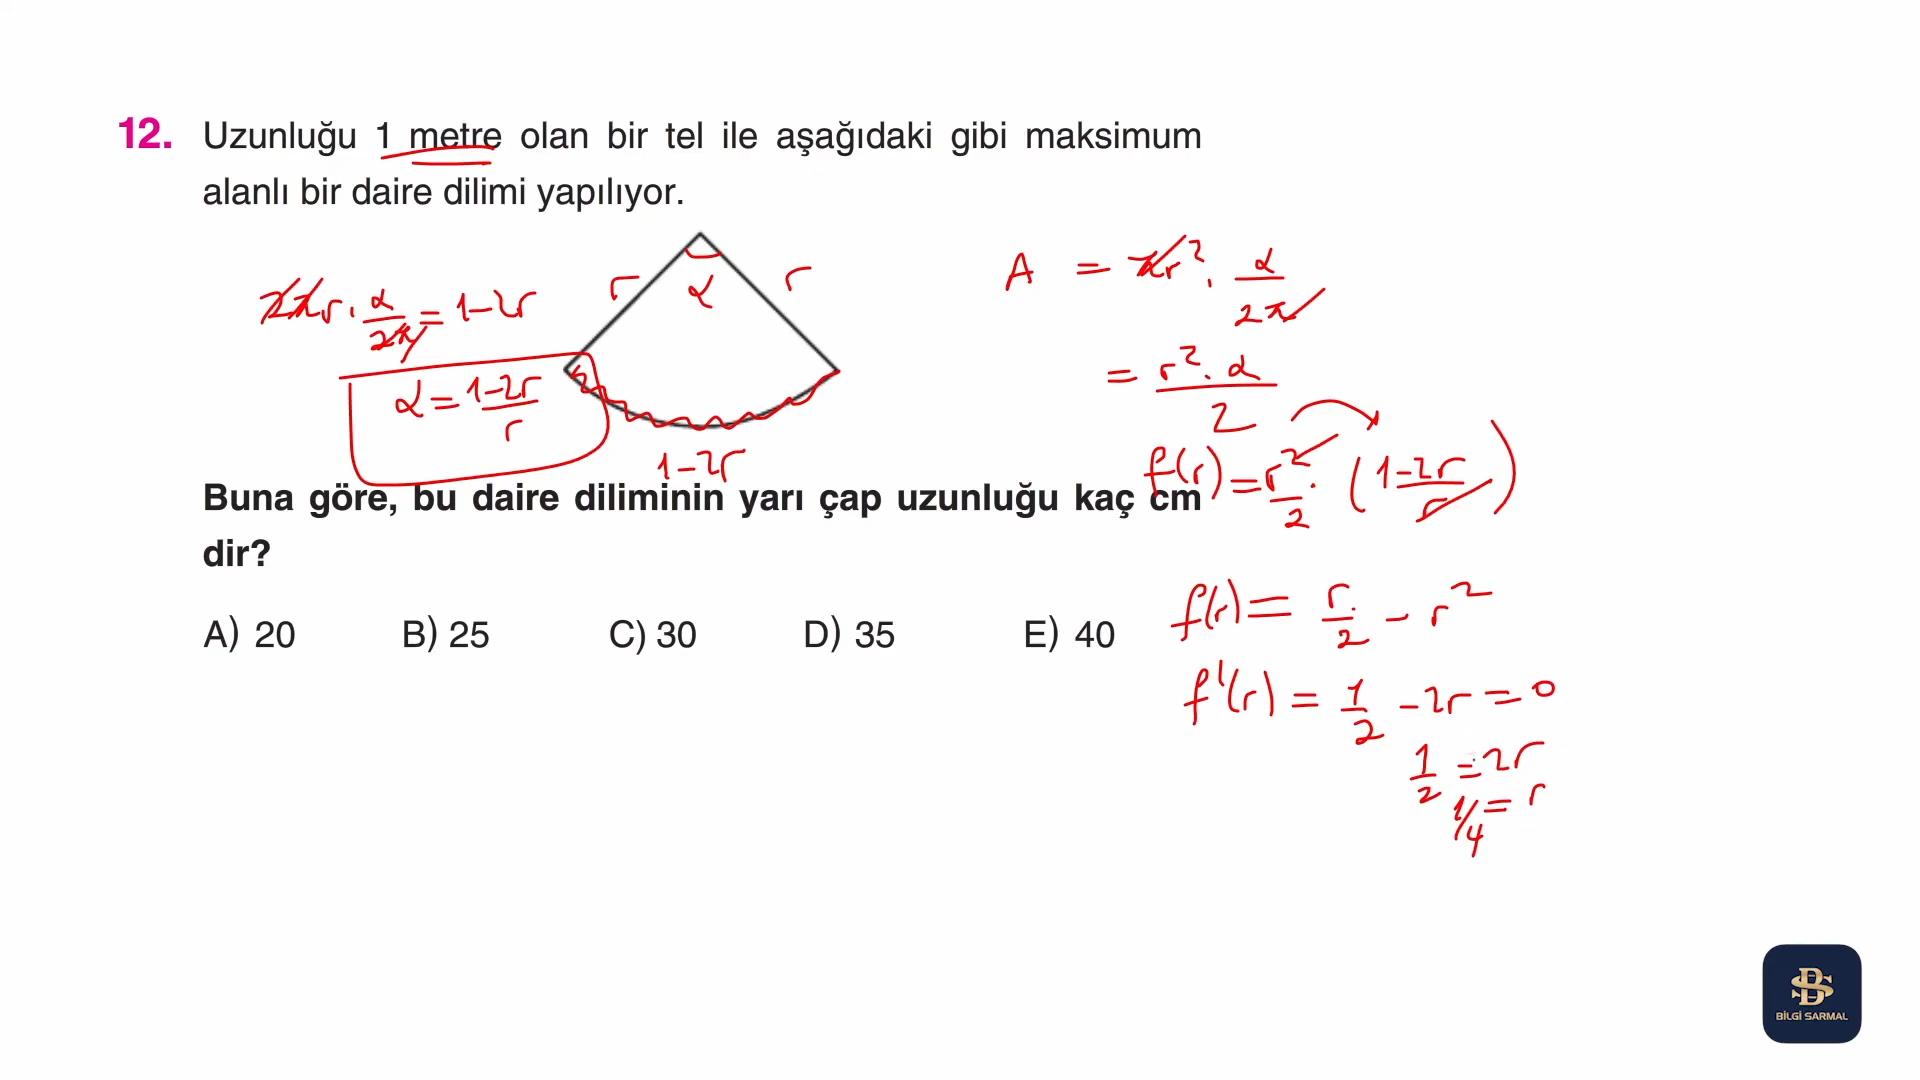 12. Uzunluğu 1 metre olan bir tel ile aşağıdaki gibi maksimum
alanlı bir daire dilimi yapılıyor.
2πr · α/2π = 1-2r
α = 1-2r/r
r
r
α
1-2r
A = πr² · α/2π
= r² · α/2
f(r) = r²/2 · (1-2r/r)
Buna göre, bu daire diliminin yarı çap uzunluğu kaç cm
dir?
A) 20 B) 25 C) 30 D) 35 E) 40
f(r) = r/2 - r²
f'(r) = 1/2 - 2r = 0
1/2 = 2r
1/4 = r
BS
BİLGİ SARMAL